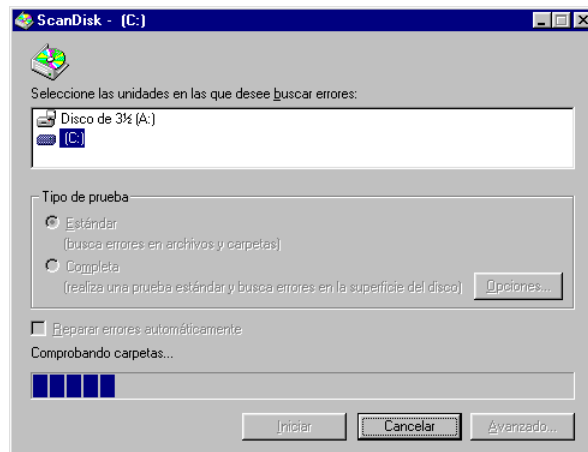 ScanDisk - (C:)
Seleccione las unidades en las que desee buscar errores:
Disco de 3½ (A:)
(C:)
Tipo de prueba
Estándar
(busca errores en archivos y carpetas)
Completa
(realiza una prueba estándar y busca errores en la superficie del disco)
Opciones...
Reparar errores automáticamente
Comprobando carpetas...
Iniciar
Cancelar
Avanzado...